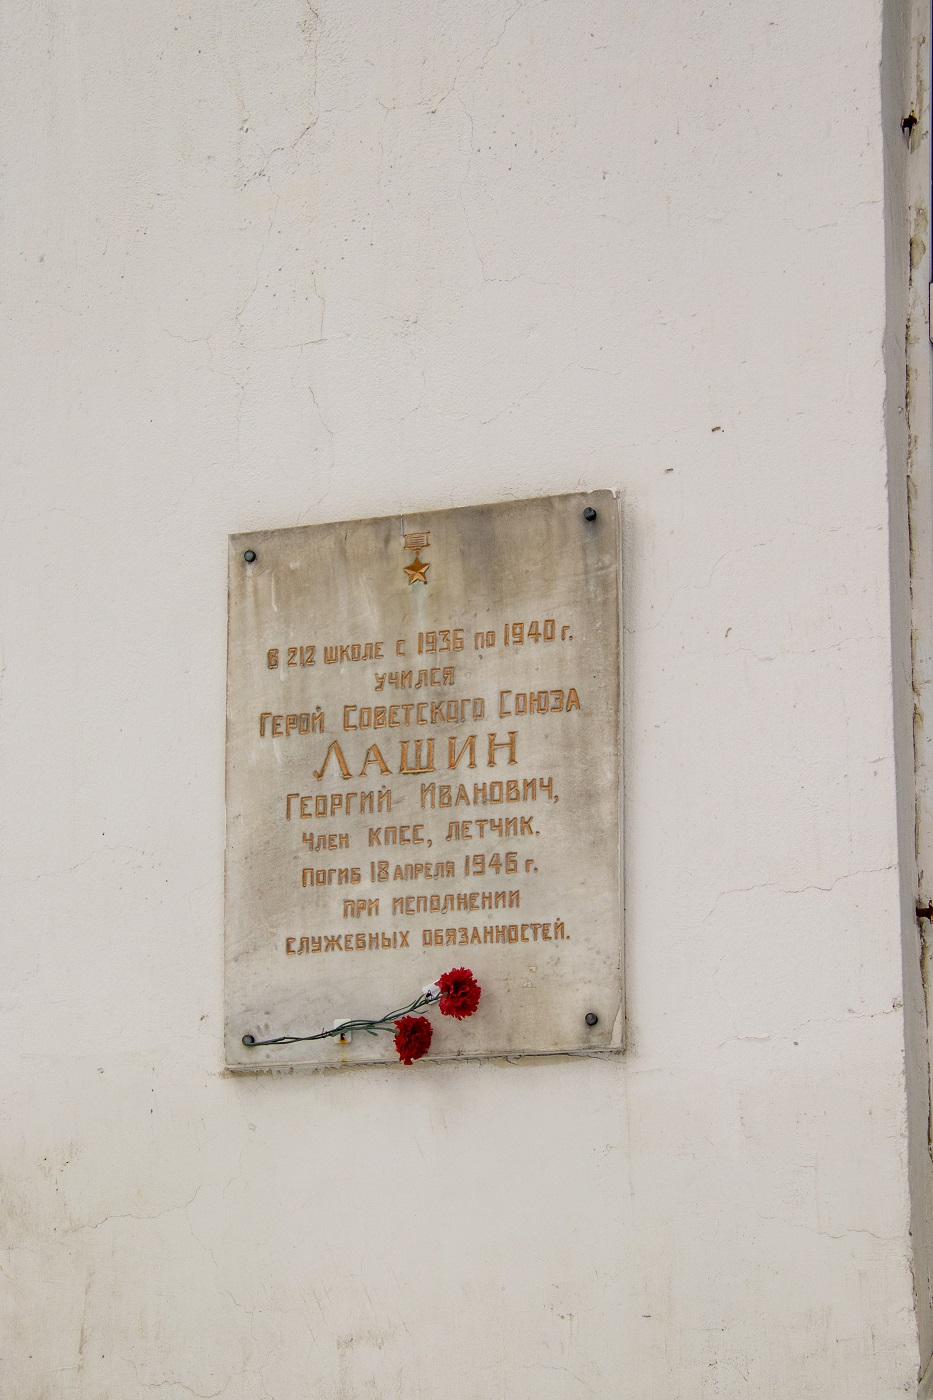 В 212 ШКОЛЕ С 1936 ПО 1940 Г.
УЧИЛСЯ
ГЕРОЙ СОВЕТСКОГО СОЮЗА
ЛАШИН
ГЕОРГИЙ ИВАНОВИЧ,
ЧЛЕН КПСС, ЛЕТЧИК.
ПОГИБ 18 АПРЕЛЯ 1946 Г.
ПРИ ИСПОЛНЕНИИ
СЛУЖЕБНЫХ ОБЯЗАННОСТЕЙ.